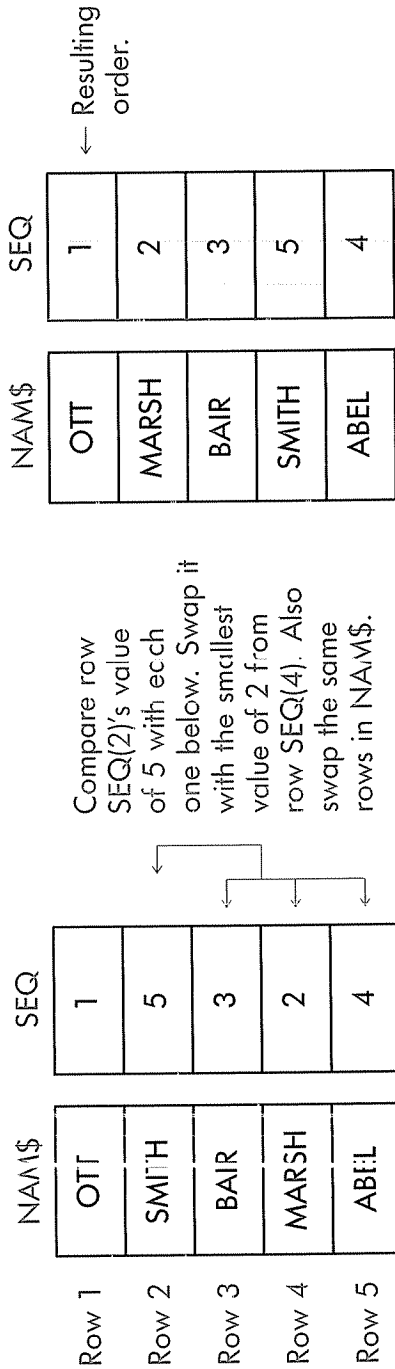 NAM$ SEQ
Row 1 OTT 1
Row 2 SMITH 5
Row 3 BAIR 3
Row 4 MARSH 2
Row 5 ABEL 4
Compare row
SEQ(2)'s value
of 5 with each
one below. Swap it
with the smallest
value of 2 from
row SEQ(4). Also
swap the same
rows in NAM$.
NAM$ SEQ
OTT 1
MARSH 2
BAIR 3
SMITH 5
ABEL 4
← Resulting
order.